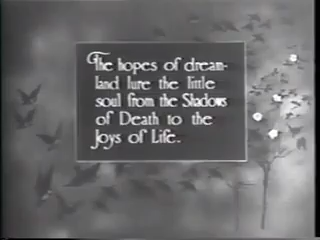 The hopes of dream-
land lure the little
soul from the Shadows
of Death to the
Joys of Life.